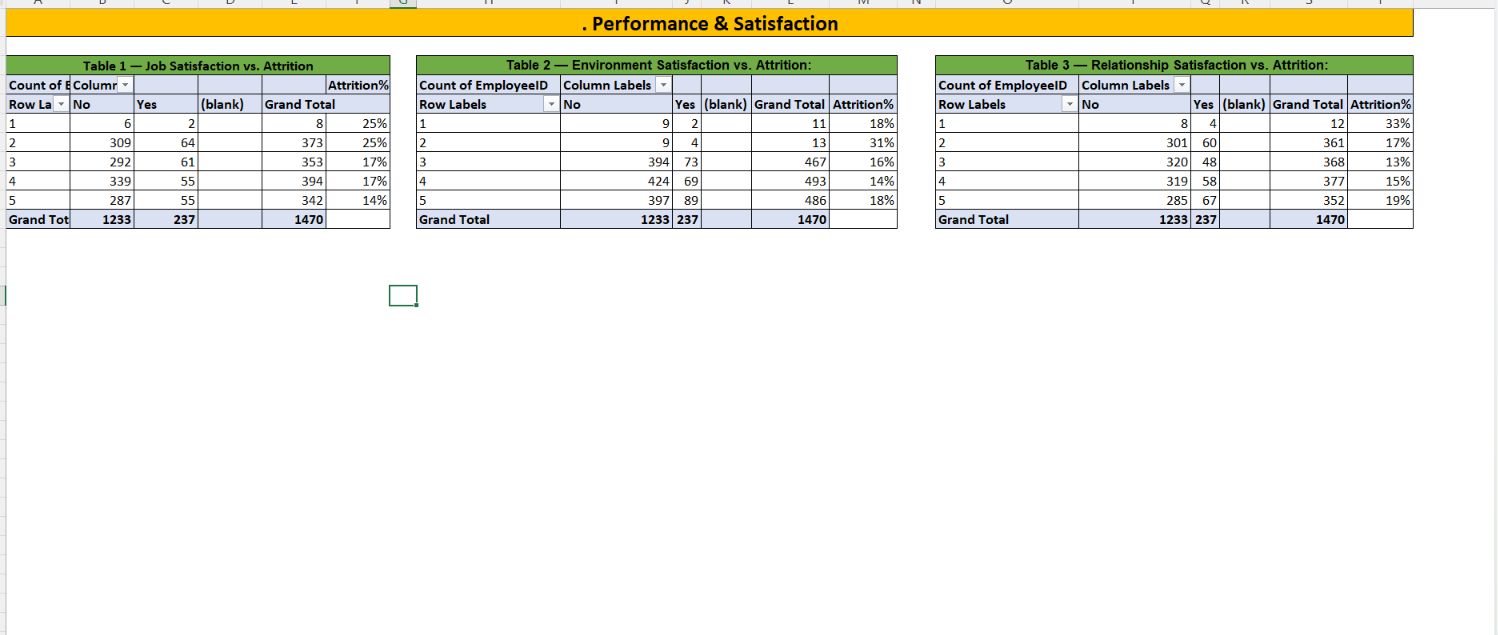 . Performance & Satisfaction
Table 1 — Job Satisfaction vs. Attrition
Count of E Column Attrition%
Row La No Yes (blank) Grand Total
1 6 2 8 25%
2 309 64 373 25%
3 292 61 353 17%
4 339 55 394 17%
5 287 55 342 14%
Grand Tot 1233 237 1470
Table 2 — Environment Satisfaction vs. Attrition:
Count of EmployeeID Column Labels
Row Labels No Yes (blank) Grand Total Attrition%
1 9 2 11 18%
2 9 4 13 31%
3 394 73 467 16%
4 424 69 493 14%
5 397 89 486 18%
Grand Total 1233 237 1470
Table 3 — Relationship Satisfaction vs. Attrition:
Count of EmployeeID Column Labels
Row Labels No Yes (blank) Grand Total Attrition%
1 8 4 12 33%
2 301 60 361 17%
3 320 48 368 13%
4 319 58 377 15%
5 285 67 352 19%
Grand Total 1233 237 1470